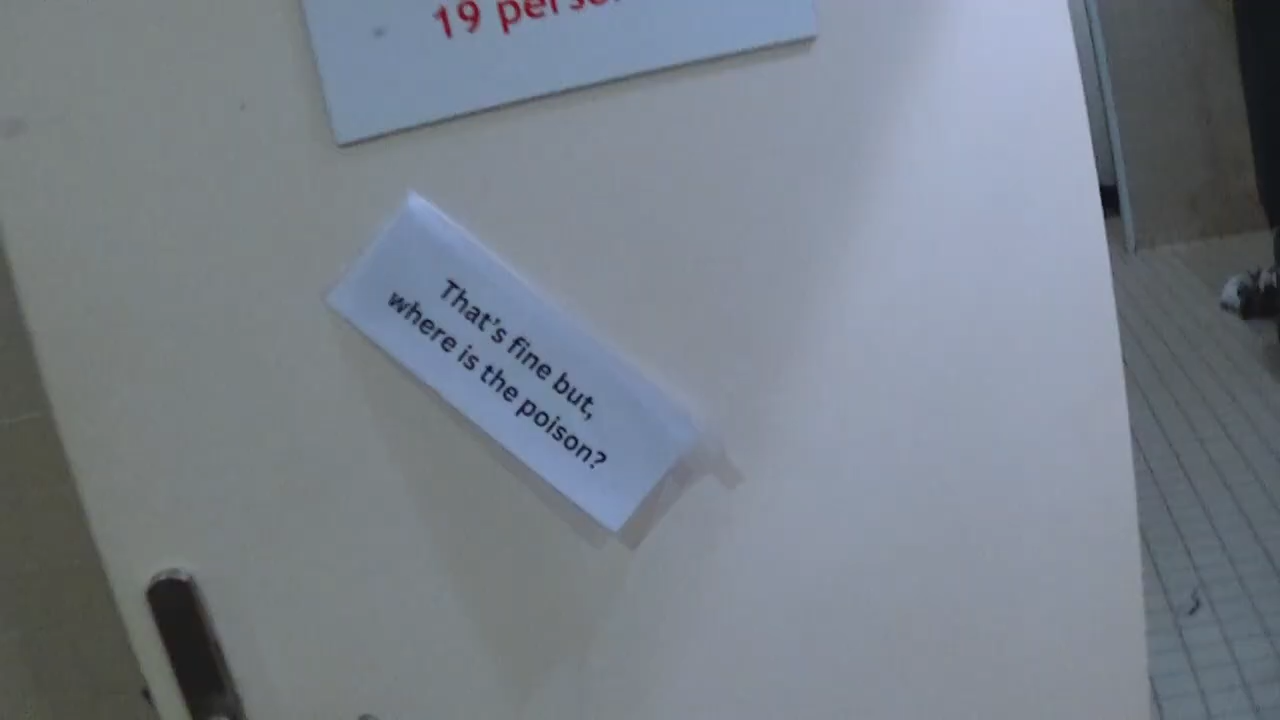 19
That's fine but,
where is the poison?